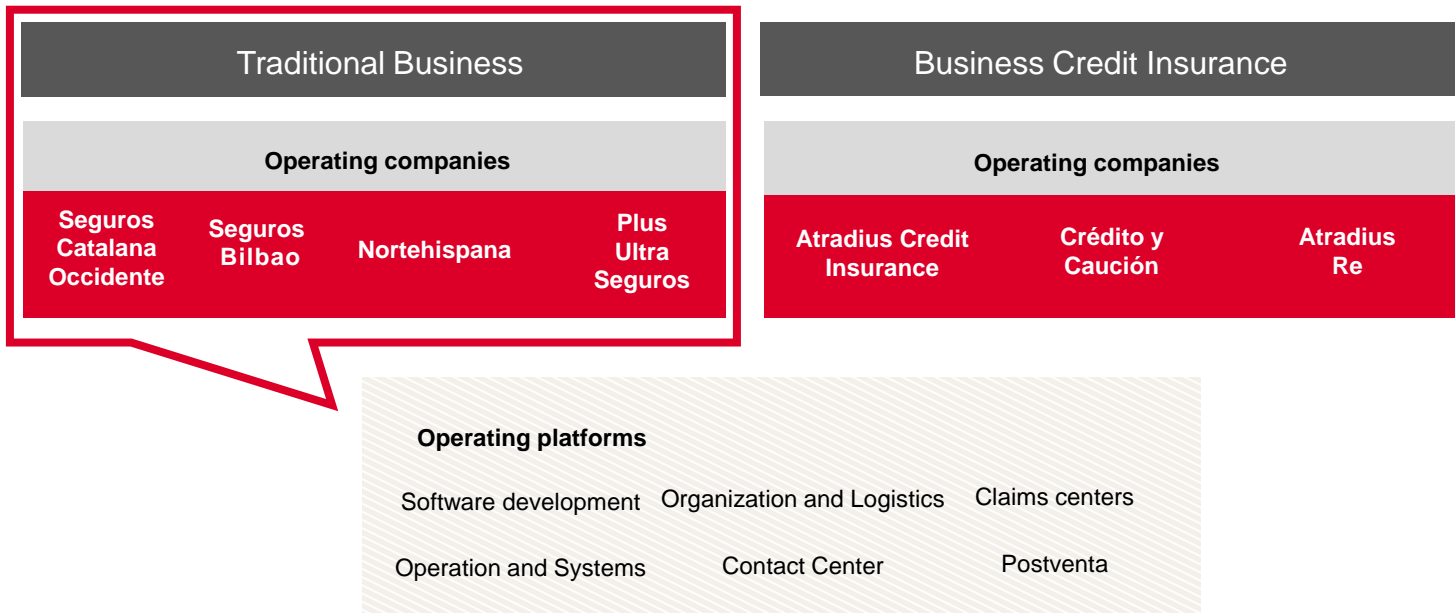 Traditional Business
Business Credit Insurance
Operating companies
Operating companies
Seguros
Catalana
Occidente
Seguros
Bilbao
Nortehispana
Plus
Ultra
Seguros
Atradius Credit
Insurance
Crédito y
Caución
Atradius
Re
Operating platforms
Software development
Organization and Logistics
Claims centers
Operation and Systems
Contact Center
Postventa